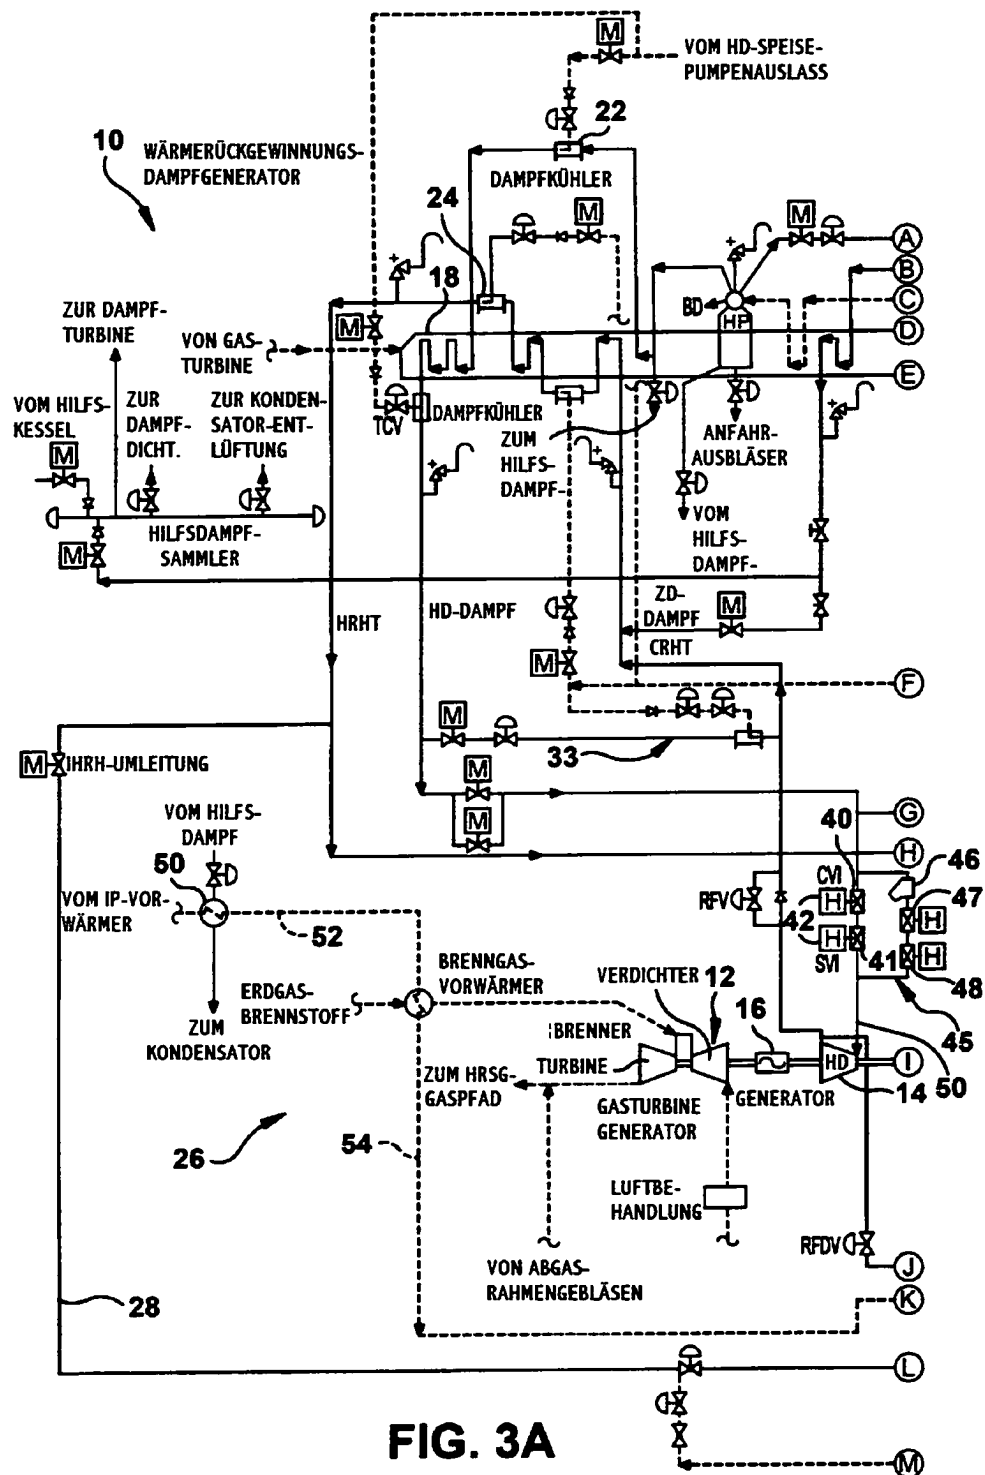 M
VOM HD-SPEISE-
PUMPENAUSLASS
10
WÄRMERÜCKGEWINNUNGS-
DAMPFGENERATOR
22
DAMPFKÜHLER
24
M
M
A
18
B
BD
C
HP
ZUR DAMPF-
TURBINE
M
D
VON GAS-
TURBINE
E
VOM HILFS-
KESSEL
ZUR
DAMPF-
DICHT.
ZUR KONDEN-
SATOR-ENT-
LÜFTUNG
TCV
DAMPFKÜHLER
ZUM
HILFS-
DAMPF-
ANFAHR-
AUSBLÄSER
M
VOM
HILFS-
DAMPF-
HILFSDAMPF-
SAMMLER
M
HRHT
HD-DAMPF
ZD-
DAMPF
M
CRHT
M
F
M
33
M
IHRH-UMLEITUNG
M
M
40
G
VOM HILFS-
DAMPF
H
46
50
CVI
RFV
H
47
H
VOM IP-VOR-
WÄRMER
42
52
H
41
H
SVI
48
BRENNGAS-
VORWÄRMER
VERDICHTER
12
45
ERDGAS-
BRENNSTOFF
ZUM
KONDENSATOR
BRENNER
16
TURBINE
HD
I
ZUM HRSG-
GASPFAD
GENERATOR
14
50
GASTURBINE
GENERATOR
26
54
LUFTBE-
HANDLUNG
RFDV
VON ABGAS-
RAHMENGEBLÄSEN
J
28
K
L
FIG. 3A
M